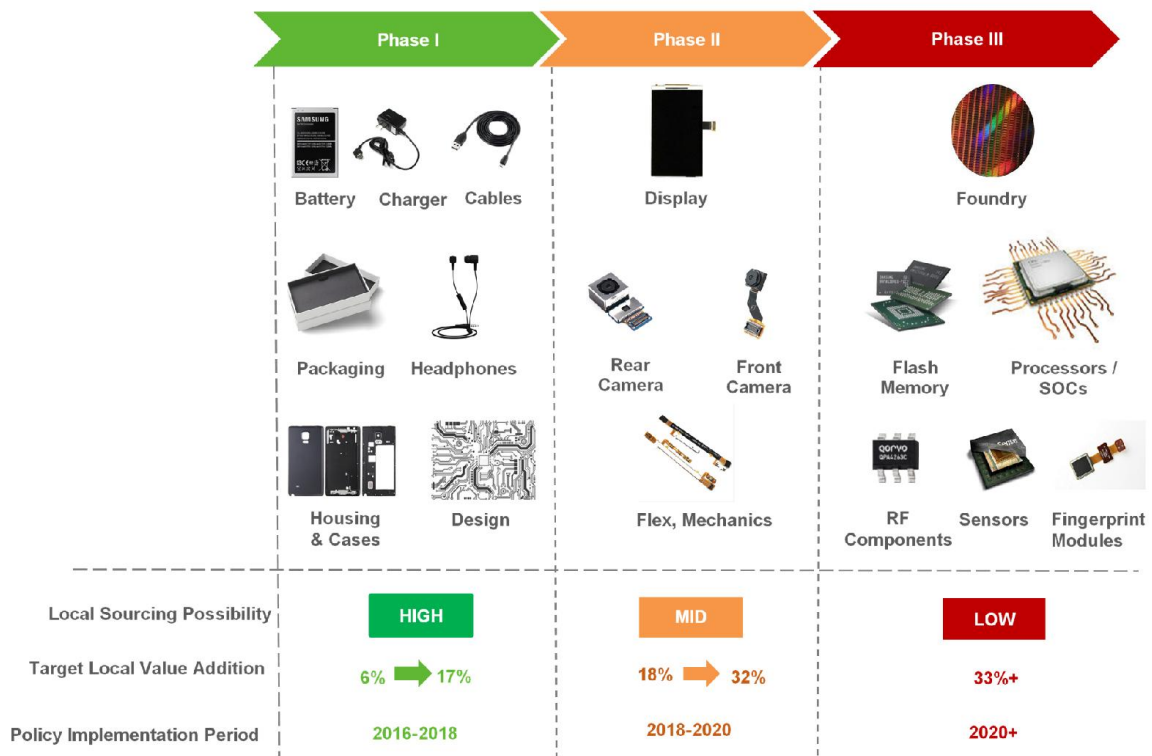 Phase I
Phase II
Phase III
SAMSUNG
Battery
Charger
Cables
Display
Foundry
Packaging
Headphones
Rear
Camera
Front
Camera
Flash
Memory
Processors /
SOCs
QORVO
Housing
& Cases
Design
Flex, Mechanics
RF
Components
Sensors
Fingerprint
Modules
Local Sourcing Possibility
HIGH
MID
LOW
Target Local Value Addition
6%
17%
18%
32%
33%+
Policy Implementation Period
2016-2018
2018-2020
2020+